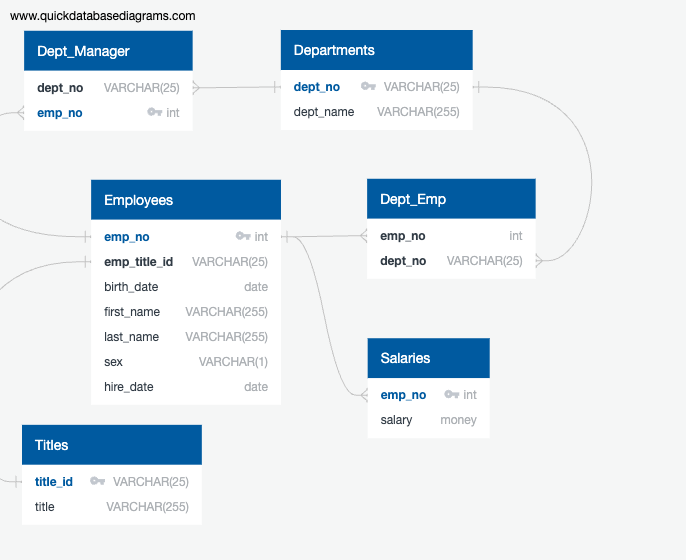 www.quickdatabasediagrams.com
Dept_Manager
dept_no VARCHAR(25)
emp_no int
Departments
dept_no VARCHAR(25)
dept_name VARCHAR(255)
Employees
emp_no int
emp_title_id VARCHAR(25)
birth_date date
first_name VARCHAR(255)
last_name VARCHAR(255)
sex VARCHAR(1)
hire_date date
Dept_Emp
emp_no int
dept_no VARCHAR(25)
Salaries
emp_no int
salary money
Titles
title_id VARCHAR(25)
title VARCHAR(255)